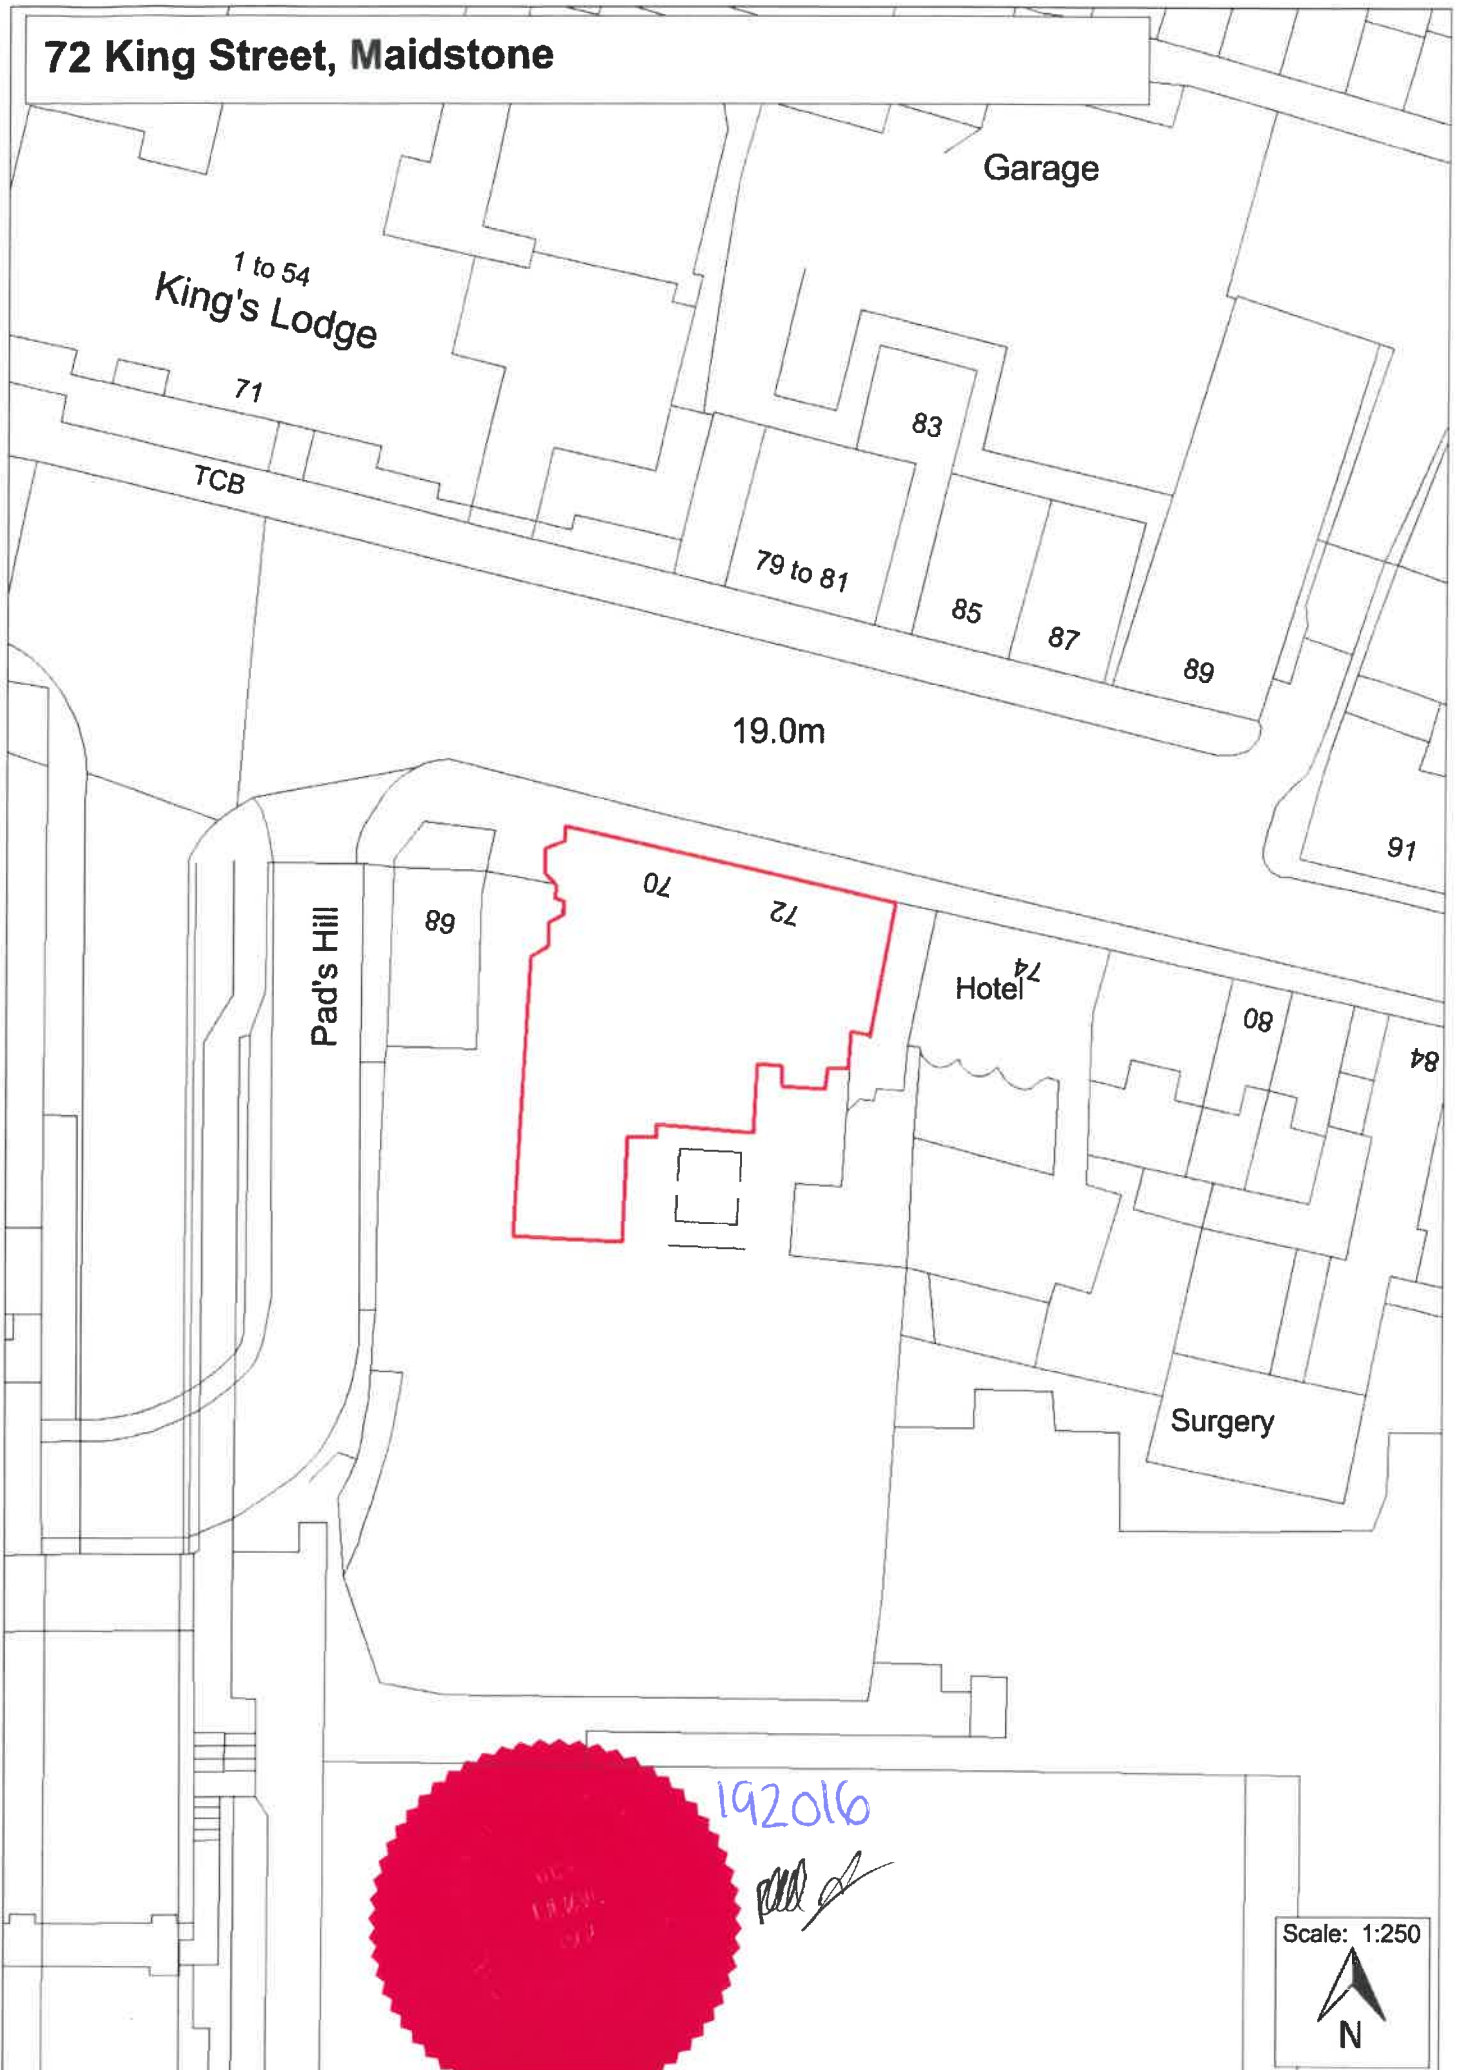 72 King Street, Maidstone
Garage
1 to 54
King's Lodge
71
TCB
83
79 to 81
85
87
89
19.0m
91
70
72
68
Pad's Hill
74
Hotel
80
84
Surgery
192016
Scale: 1:250
N